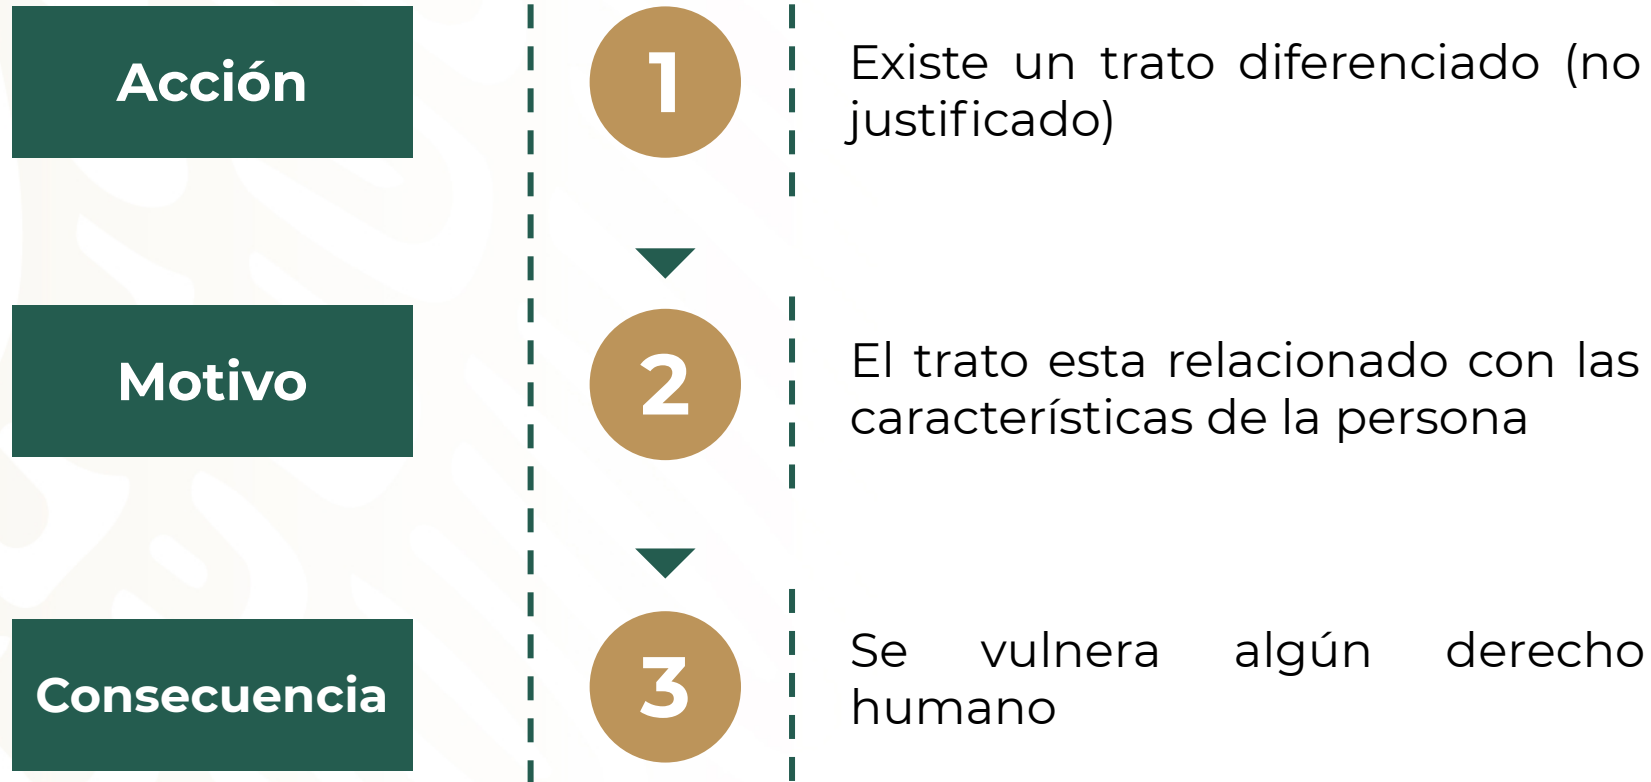 Acción
1
Existe un trato diferenciado (no
justificado)
Motivo
2
El trato esta relacionado con las
características de la persona
Consecuencia
3
Se vulnera algún derecho
humano